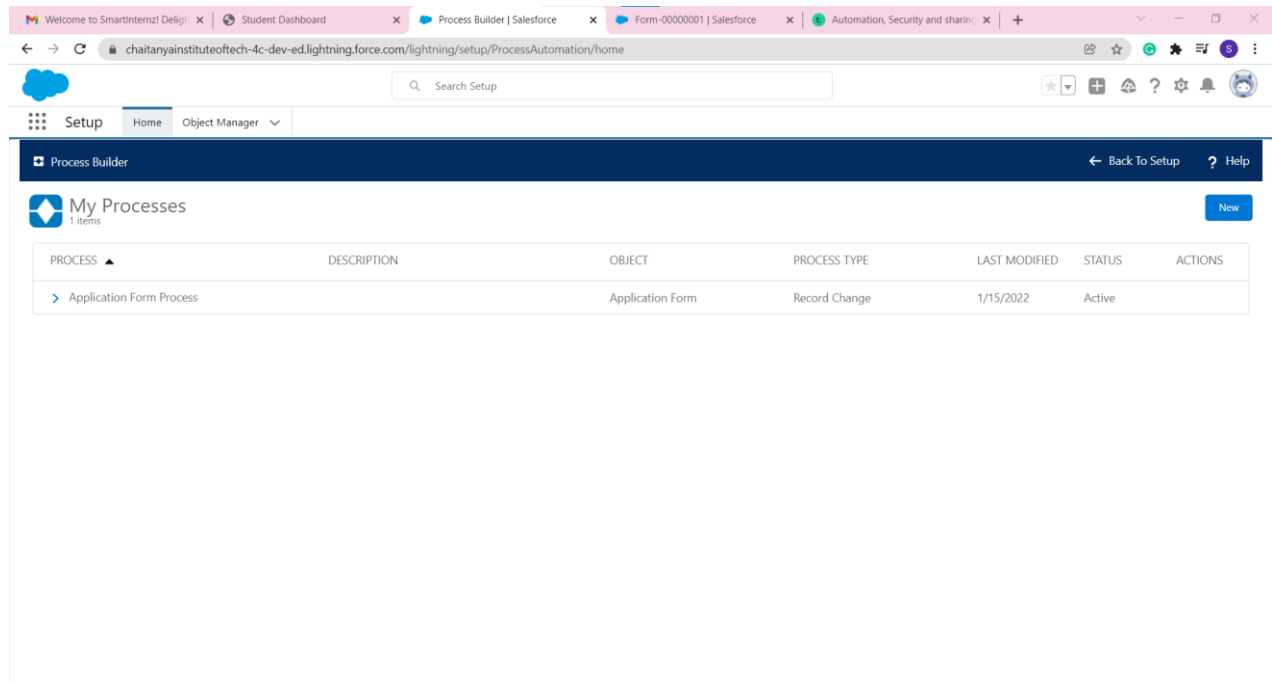 Welcome to SmartInternz! Deligh
Student Dashboard
Process Builder | Salesforce
Form-00000001 | Salesforce
Automation, Security and sharing
chaitanyainstituteoftech-4c-dev-ed.lightning.force.com/lightning/setup/ProcessAutomation/home
S
Search Setup
Setup
Home
Object Manager
Process Builder
Back To Setup
? Help
My Processes
1 items
New
PROCESS DESCRIPTION OBJECT PROCESS TYPE LAST MODIFIED STATUS ACTIONS
Application Form Process Application Form Record Change 1/15/2022 Active